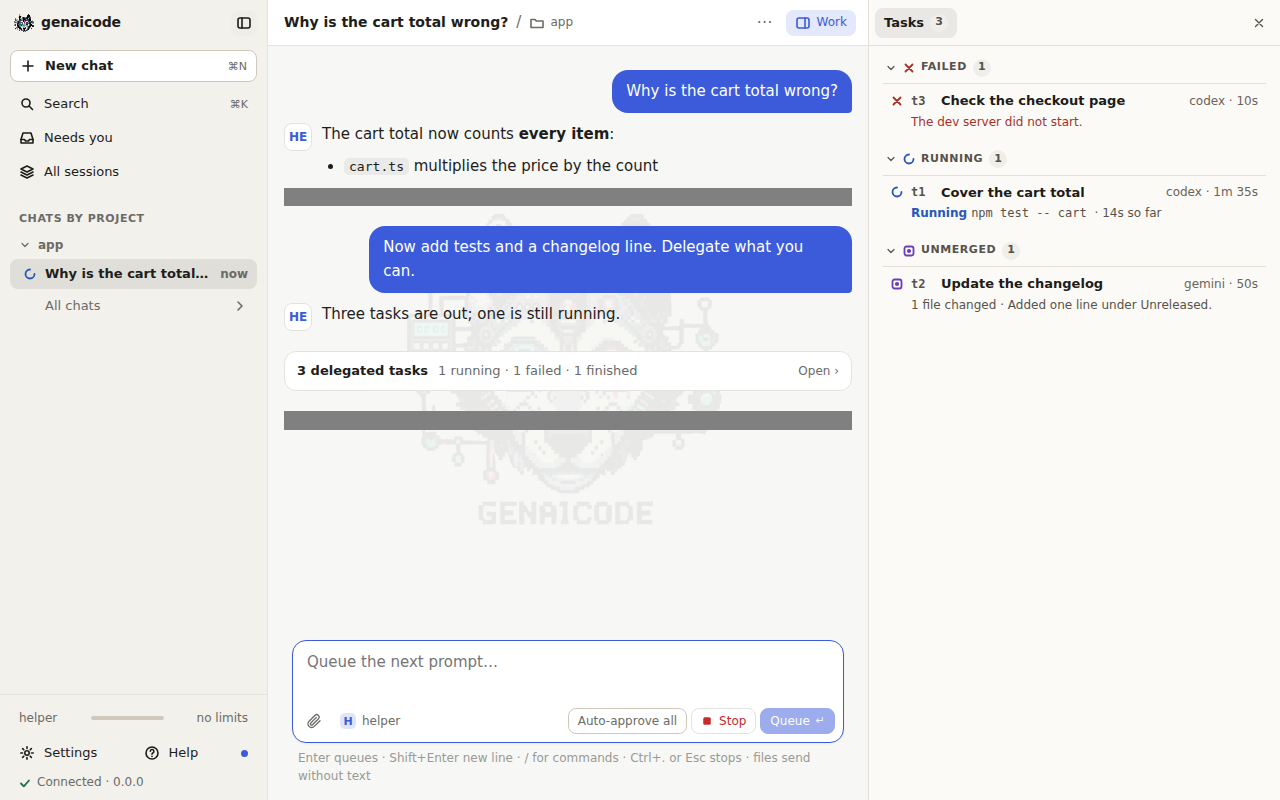 genaicode
New chat ⌘N
Search ⌘K
Needs you
All sessions
CHATS BY PROJECT
app
Why is the cart total... now
All chats
helper no limits
Settings Help
Connected · 0.0.0
Why is the cart total wrong? / app
··· Work
Why is the cart total wrong?
HE The cart total now counts every item:
• cart.ts multiplies the price by the count
Now add tests and a changelog line. Delegate what you
can.
HE Three tasks are out; one is still running.
3 delegated tasks 1 running · 1 failed · 1 finished Open ›
GENAICODE
Queue the next prompt...
H helper Auto-approve all Stop Queue ↵
Enter queues · Shift+Enter new line · / for commands · Ctrl+. or Esc stops · files send
without text
Tasks 3
FAILED 1
t3 Check the checkout page codex · 10s
The dev server did not start.
RUNNING 1
t1 Cover the cart total codex · 1m 35s
Running npm test -- cart · 14s so far
UNMERGED 1
t2 Update the changelog gemini · 50s
1 file changed · Added one line under Unreleased.